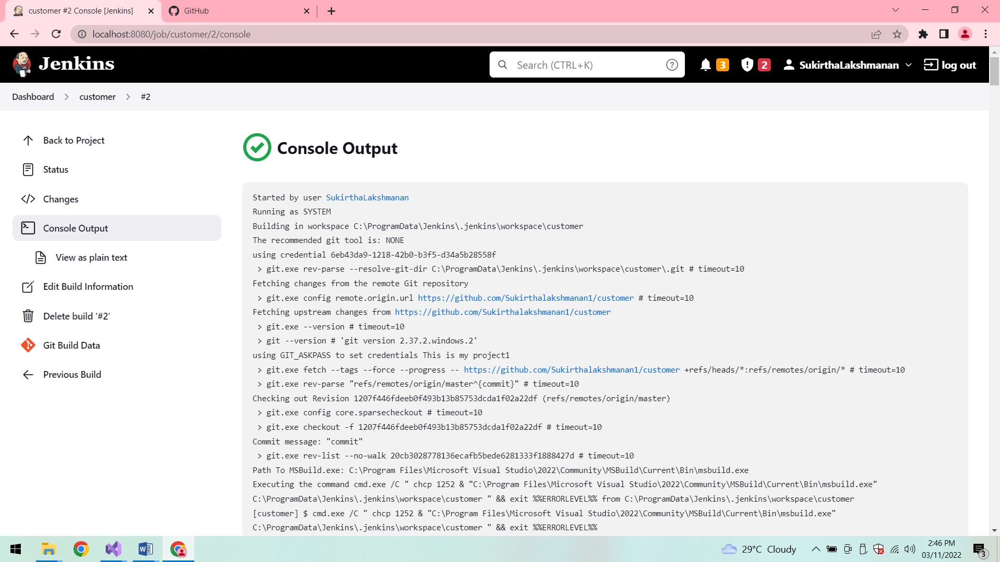 customer #2 Console [Jenkins]
GitHub
localhost:8080/job/customer/2/console
Jenkins
Search (CTRL+K)
3
2
SukirthaLakshmanan
log out
Dashboard
customer
#2
Back to Project
Status
Changes
Console Output
View as plain text
Edit Build Information
Delete build ‘#2’
Git Build Data
Previous Build
Console Output
Started by user SukirthaLakshmanan
Running as SYSTEM
Building in workspace C:\ProgramData\Jenkins\.jenkins\workspace\customer
The recommended git tool is: NONE
using credential 6eb43da9-1218-42b0-b3f5-d34a5b28558f
> git.exe rev-parse --resolve-git-dir C:\ProgramData\Jenkins\.jenkins\workspace\customer\.git # timeout=10
Fetching changes from the remote Git repository
> git.exe config remote.origin.url https://github.com/Sukirthalakshmanan1/customer # timeout=10
Fetching upstream changes from https://github.com/Sukirthalakshmanan1/customer
> git.exe --version # timeout=10
> git --version # 'git version 2.37.2.windows.2'
using GIT_ASKPASS to set credentials This is my project1
> git.exe fetch --tags --force --progress -- https://github.com/Sukirthalakshmanan1/customer +refs/heads/*:refs/remotes/origin/* # timeout=10
> git.exe rev-parse "refs/remotes/origin/master^{commit}" # timeout=10
Checking out Revision 1207f446fdeeb0f493b13b85753dcda1f02a22df (refs/remotes/origin/master)
> git.exe config core.sparsecheckout # timeout=10
> git.exe checkout -f 1207f446fdeeb0f493b13b85753dcda1f02a22df # timeout=10
Commit message: "commit"
> git.exe rev-list --no-walk 20cb3028778136ecafb5bede6281333f1888427d # timeout=10
Path To MSBuild.exe: C:\Program Files\Microsoft Visual Studio\2022\Community\MSBuild\Current\Bin\msbuild.exe
Executing the command cmd.exe /C " chcp 1252 & "C:\Program Files\Microsoft Visual Studio\2022\Community\MSBuild\Current\Bin\msbuild.exe"
C:\ProgramData\Jenkins\.jenkins\workspace\customer " && exit %%ERRORLEVEL%% from C:\ProgramData\Jenkins\.jenkins\workspace\customer
[customer] $ cmd.exe /C " chcp 1252 & "C:\Program Files\Microsoft Visual Studio\2022\Community\MSBuild\Current\Bin\msbuild.exe"
C:\ProgramData\Jenkins\.jenkins\workspace\customer " && exit %%ERRORLEVEL%%
29°C Cloudy
2:46 PM
03/11/2022
3